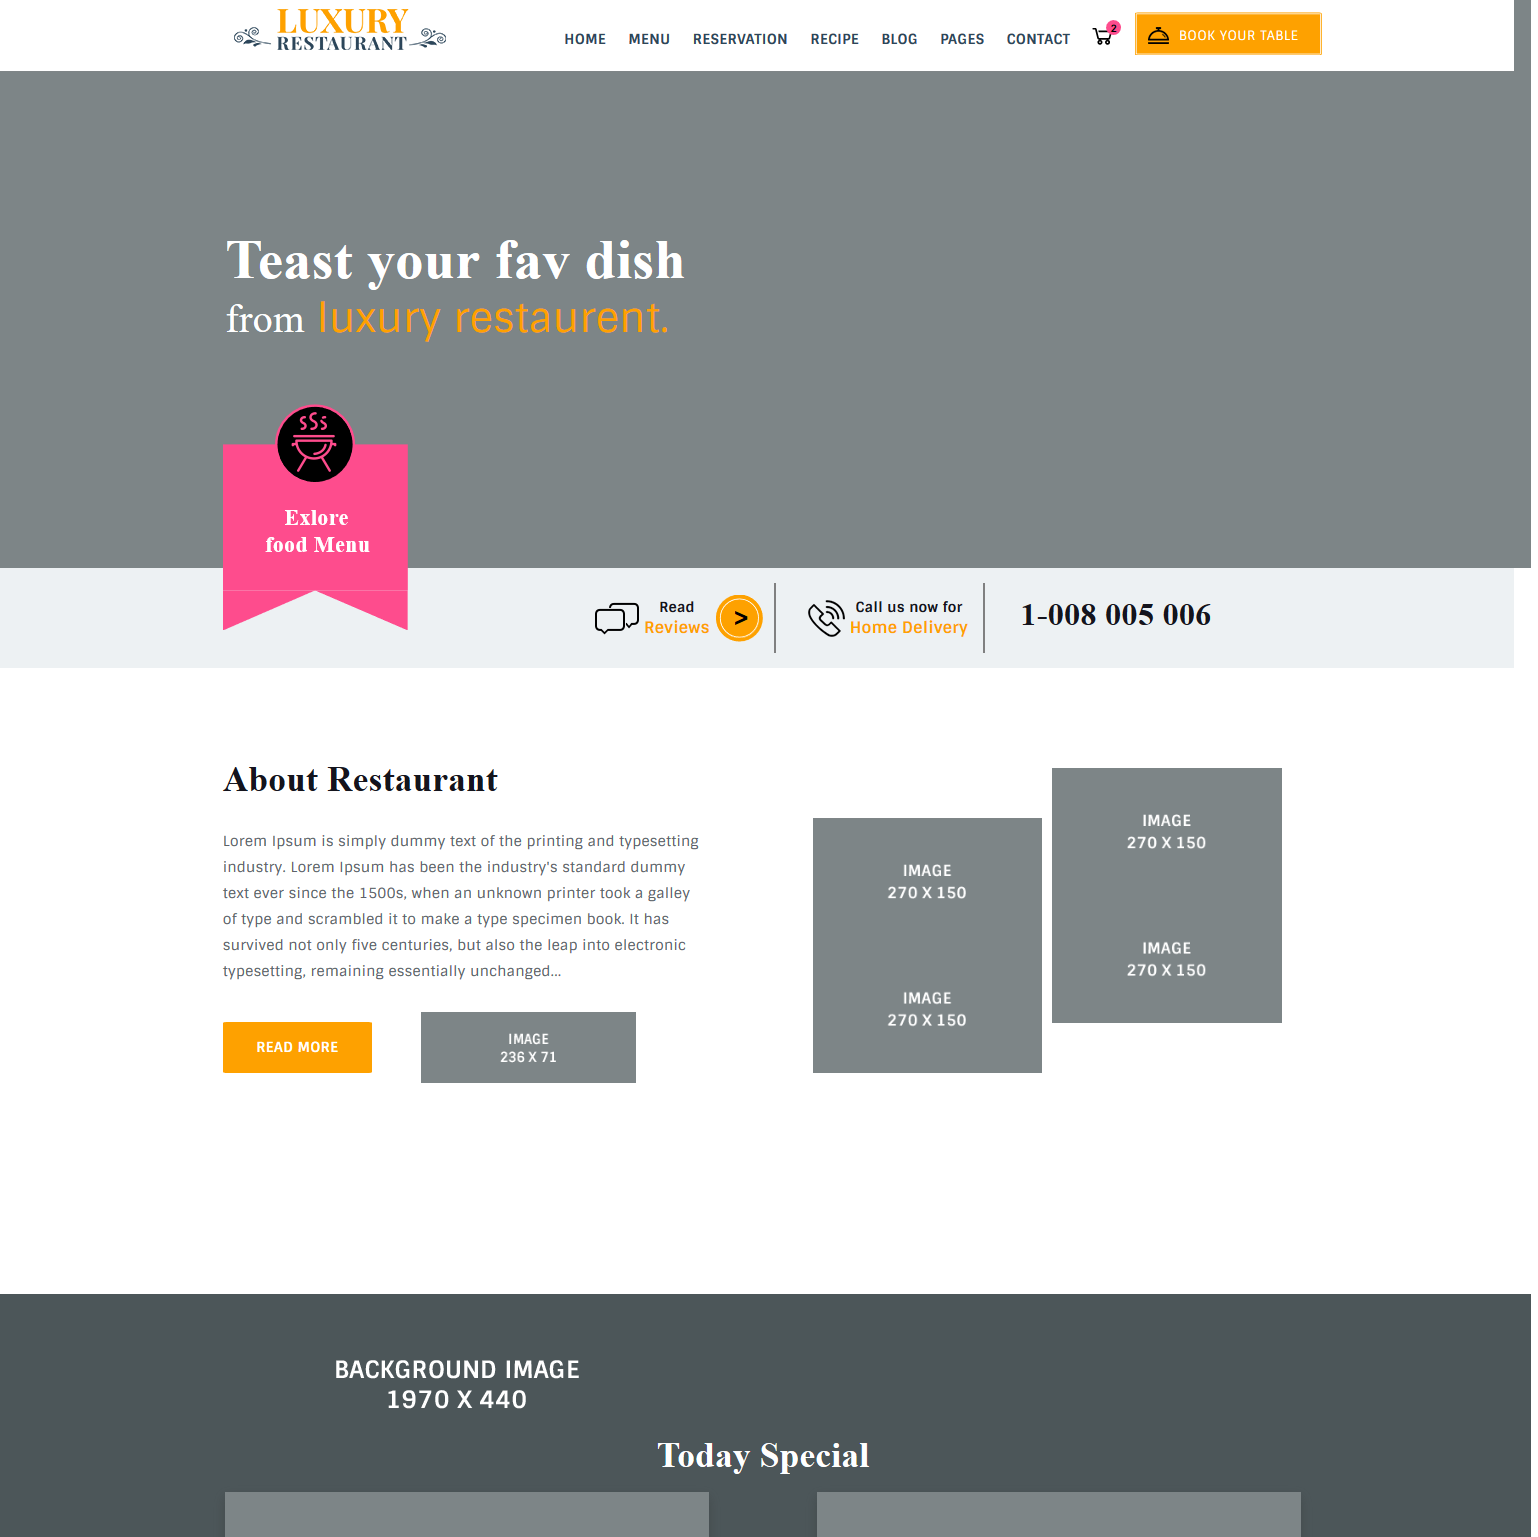 LUXURY
RESTAURANT
HOME MENU RESERVATION RECIPE BLOG PAGES CONTACT 2 BOOK YOUR TABLE
Teast your fav dish
from luxury restaurent.
Exlore
food Menu
Read
Reviews
>
Call us now for
Home Delivery
1-008 005 006
About Restaurant
Lorem Ipsum is simply dummy text of the printing and typesetting
industry. Lorem Ipsum has been the industry's standard dummy
text ever since the 1500s, when an unknown printer took a galley
of type and scrambled it to make a type specimen book. It has
survived not only five centuries, but also the leap into electronic
typesetting, remaining essentially unchanged...
READ MORE
IMAGE
236 X 71
IMAGE
270 X 150
IMAGE
270 X 150
IMAGE
270 X 150
IMAGE
270 X 150
BACKGROUND IMAGE
1970 X 440
Today Special